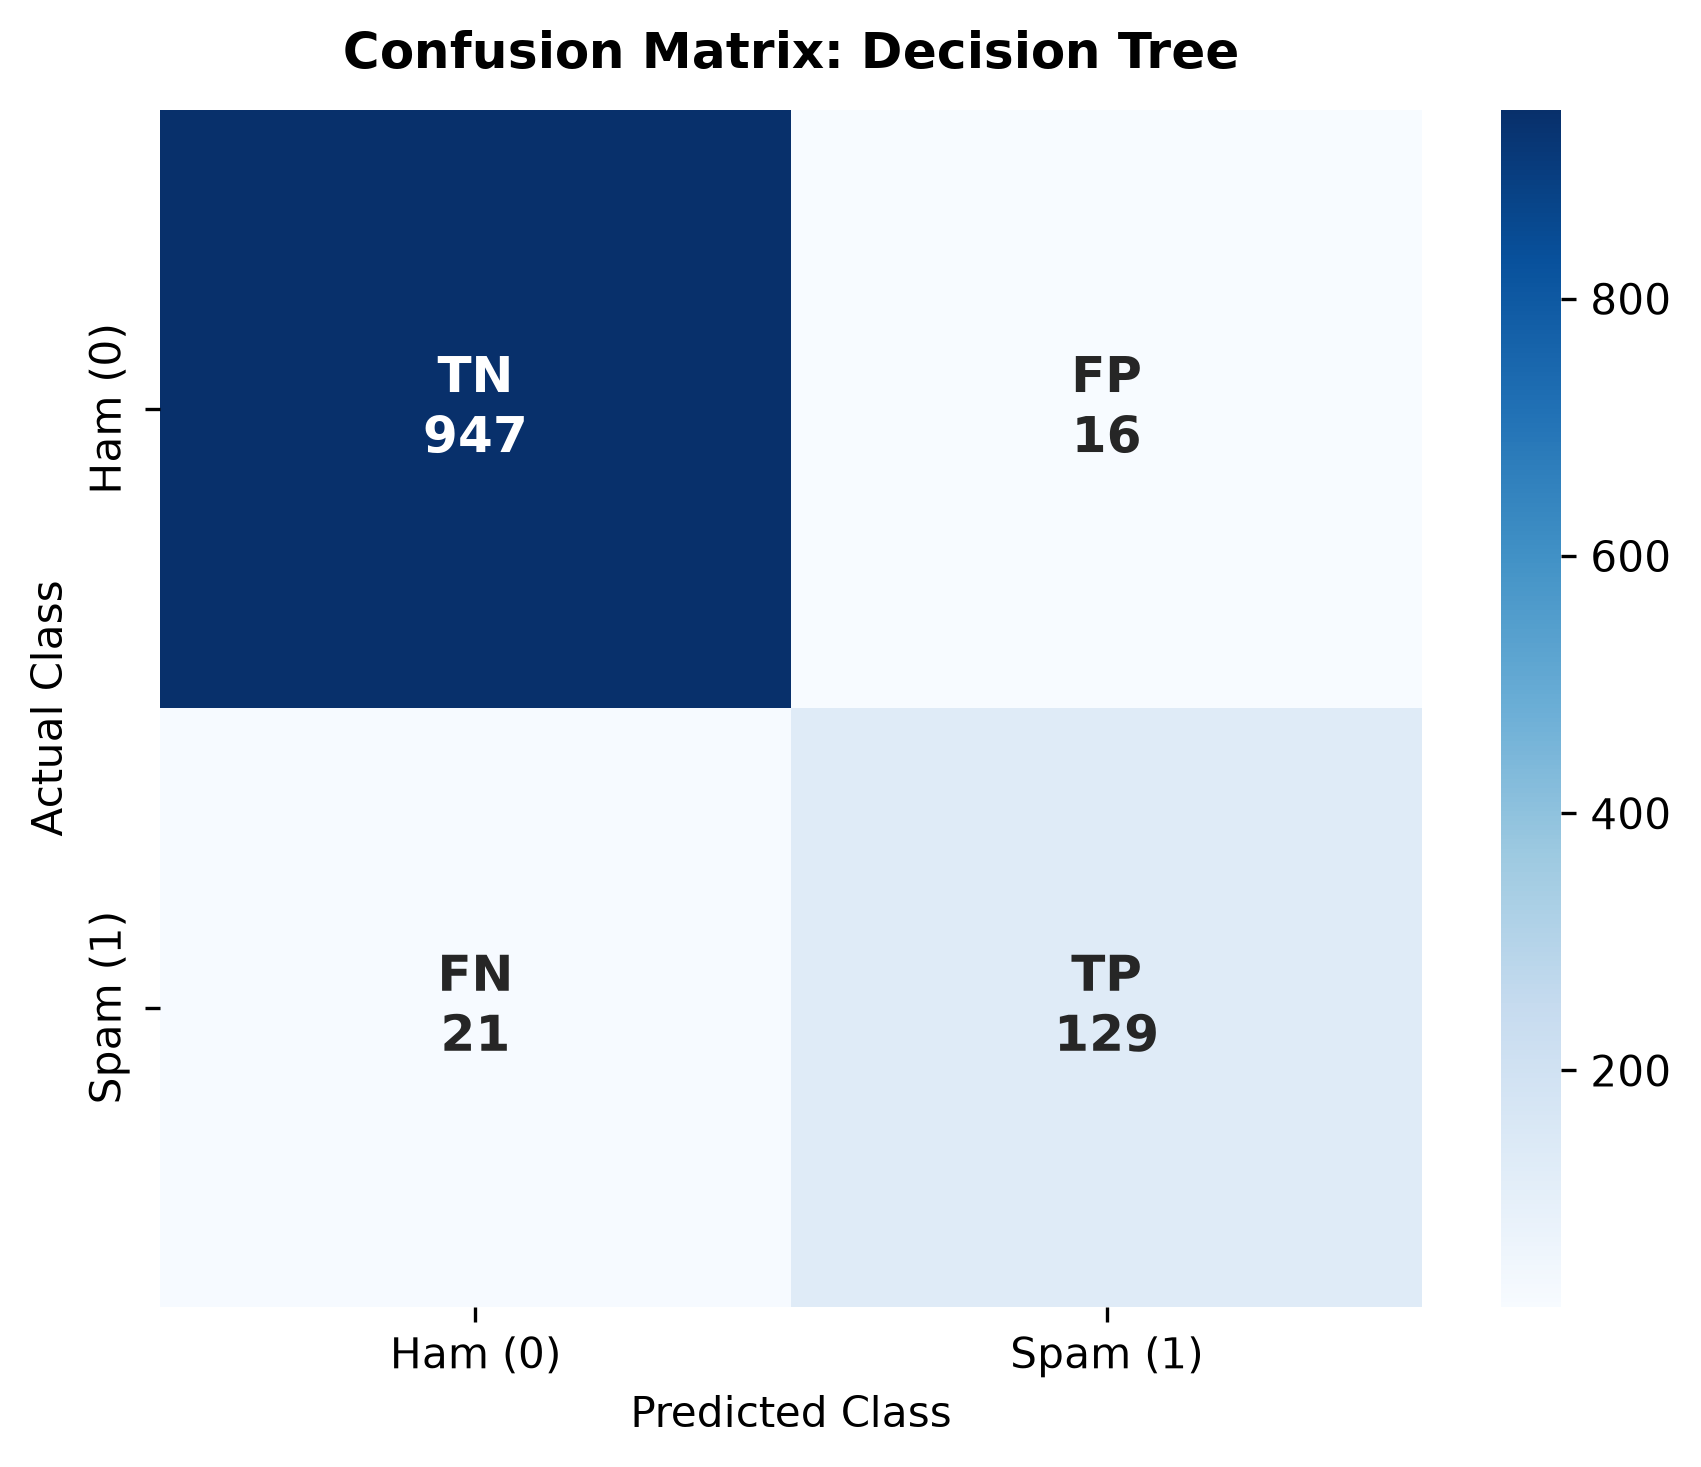 Confusion Matrix: Decision Tree
Actual Class
Ham (0)
TN
947
FP
16
Spam (1)
FN
21
TP
129
Ham (0)
Spam (1)
Predicted Class
800
600
400
200